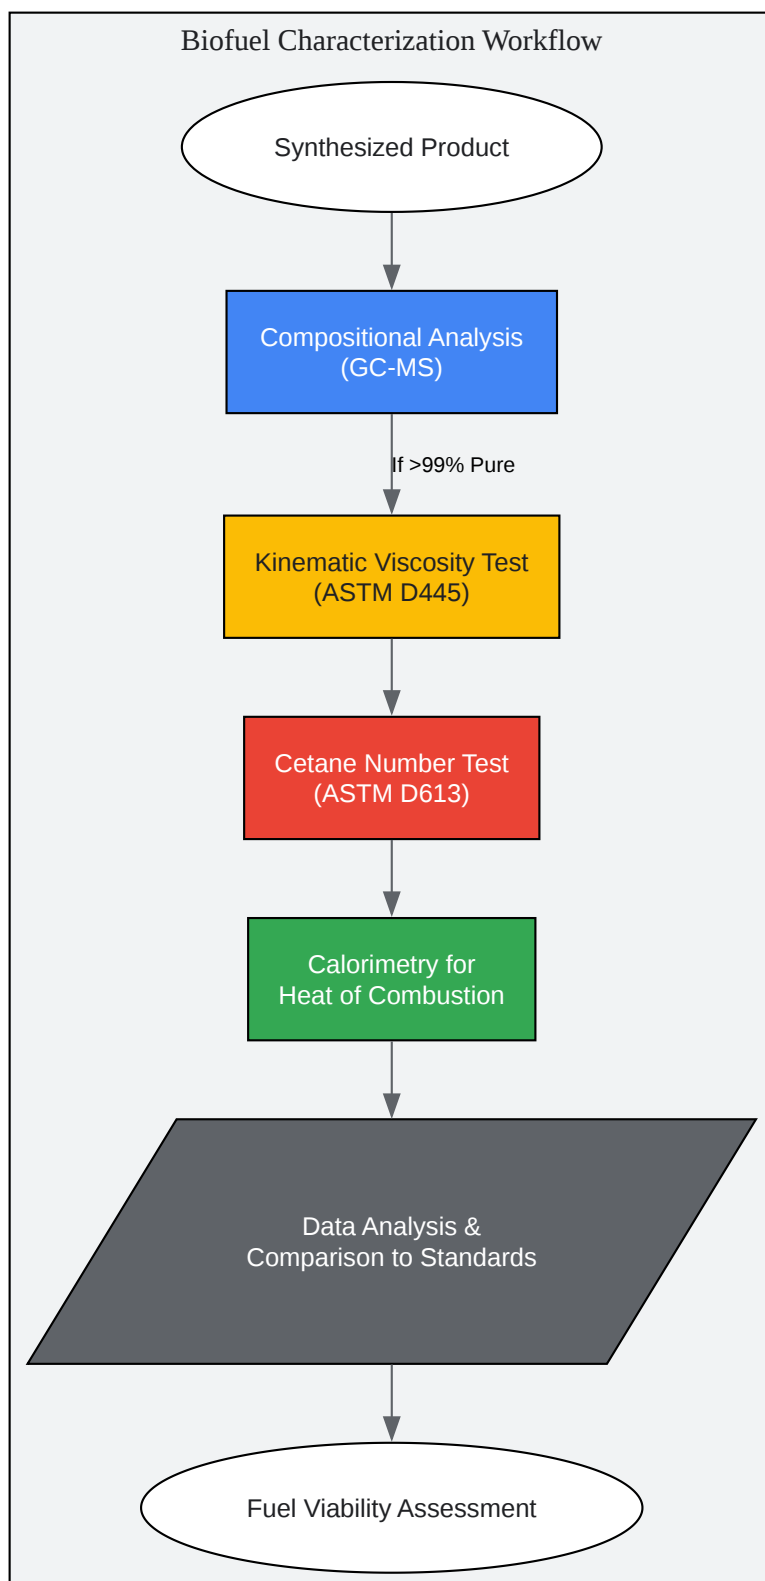 Biofuel Characterization Workflow
Synthesized Product
Compositional Analysis
(GC-MS)
If >99% Pure
Kinematic Viscosity Test
(ASTM D445)
Cetane Number Test
(ASTM D613)
Calorimetry for
Heat of Combustion
Data Analysis &
Comparison to Standards
Fuel Viability Assessment